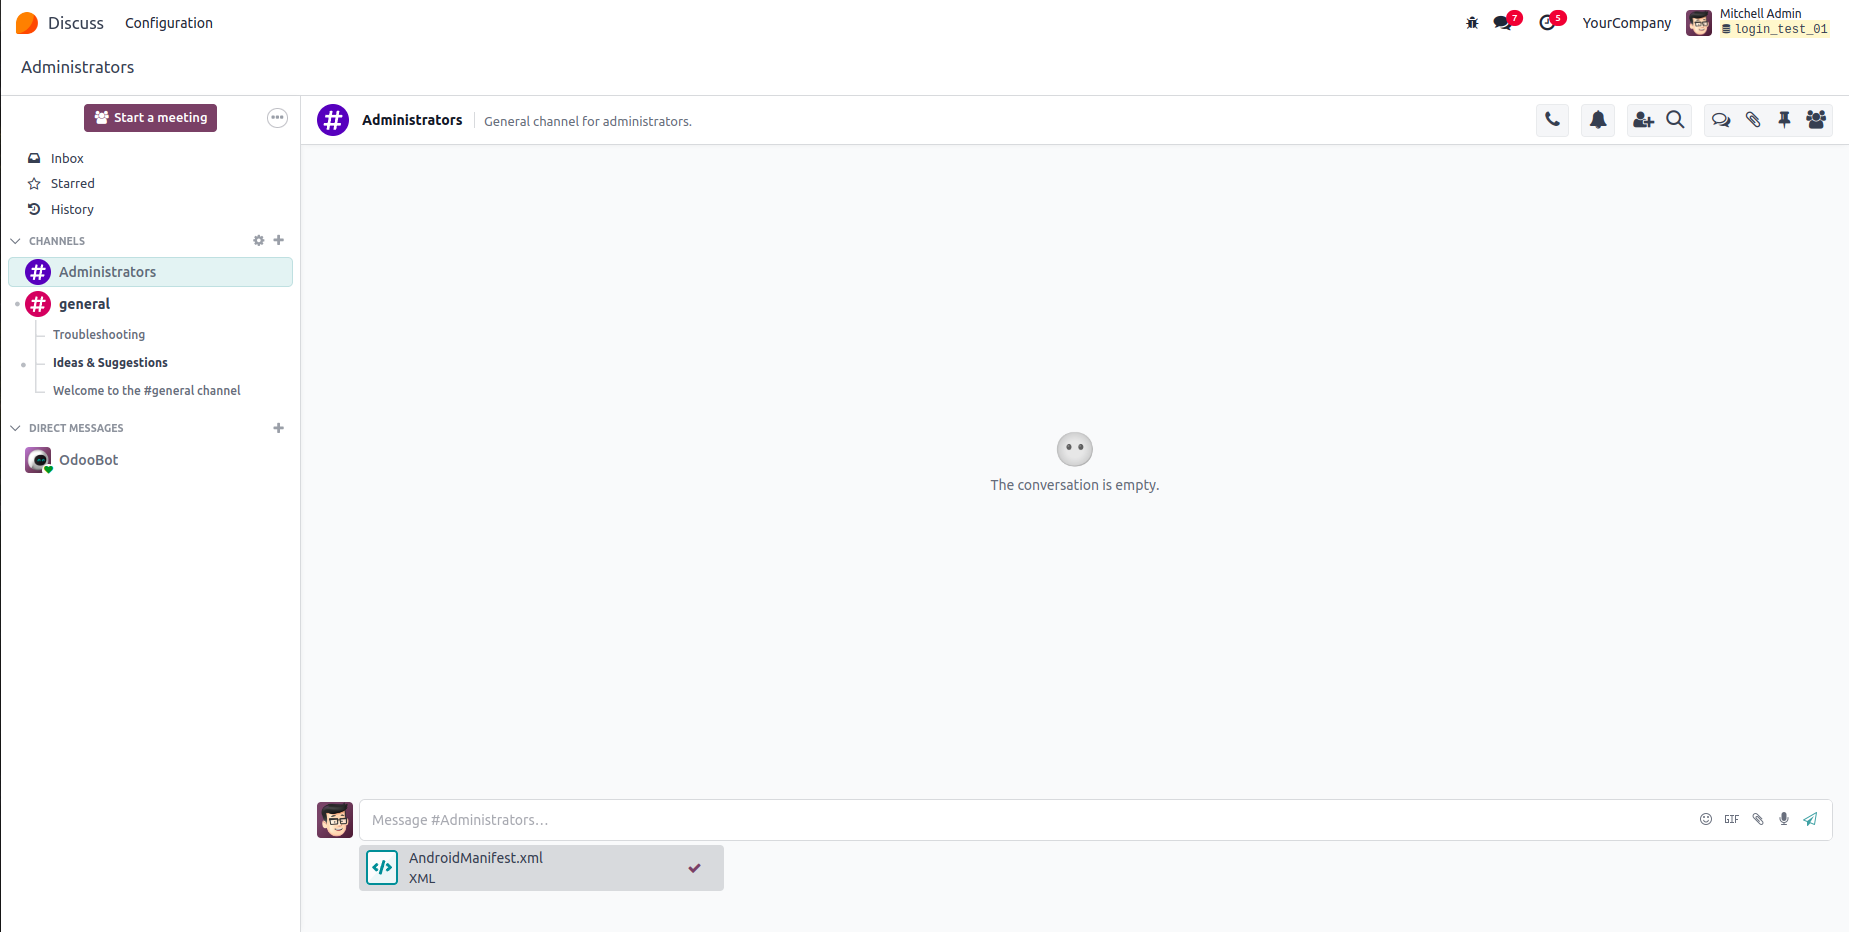 Discuss Configuration 7 5 YourCompany Mitchell Admin
login_test_01
Administrators
Start a meeting
Inbox
Starred
History
CHANNELS
Administrators
general
Troubleshooting
Ideas & Suggestions
Welcome to the #general channel
DIRECT MESSAGES
OdooBot
Administrators General channel for administrators.
The conversation is empty.
Message #Administrators...
GIF
AndroidManifest.xml
XML